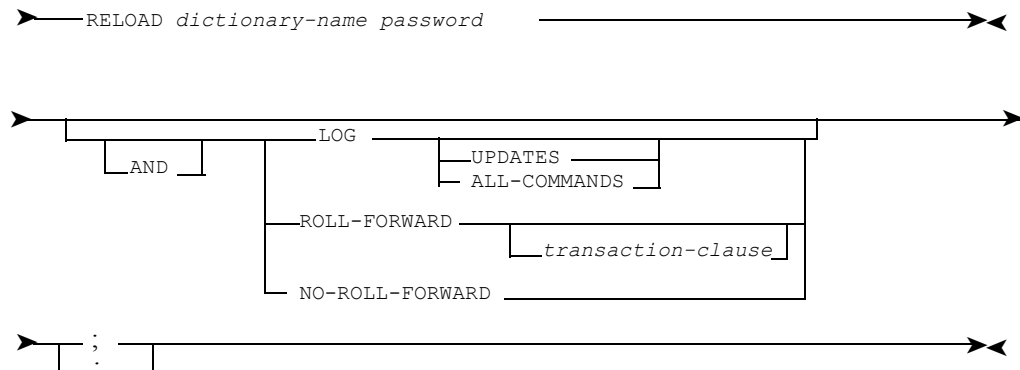 RELOAD dictionary-name password
LOG
AND
UPDATES
ALL-COMMANDS
ROLL-FORWARD
transaction-clause
NO-ROLL-FORWARD
;
.